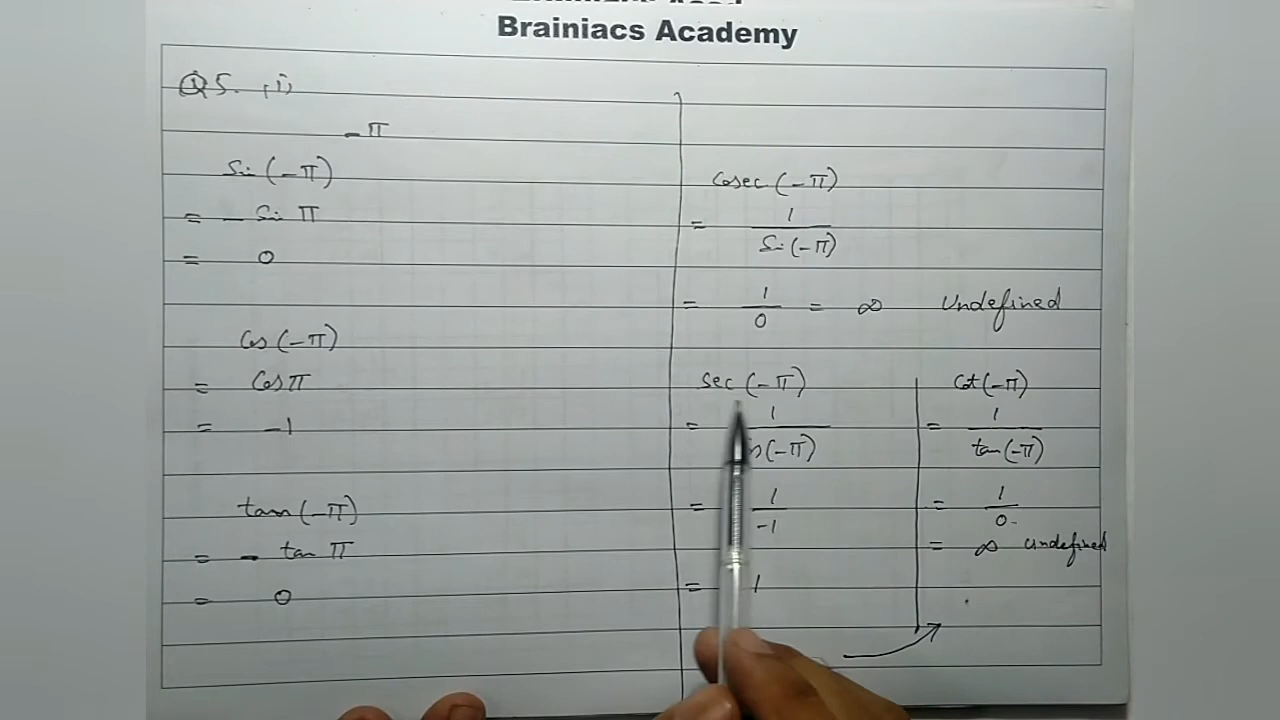 Brainiacs Academy
Q5. (i)
-π
Sin (-π)
= - Sin π
= 0
Cos (-π)
= Cos π
= -1
tan (-π)
= - tan π
= 0
Cosec (-π)
= 1
Sin (-π)
= 1/0 = ∞ Undefined
Sec (-π)
= 1
(-π)
= 1/-1
= 1
Cot (-π)
= 1
tan (-π)
= 1/0
= ∞ undefined